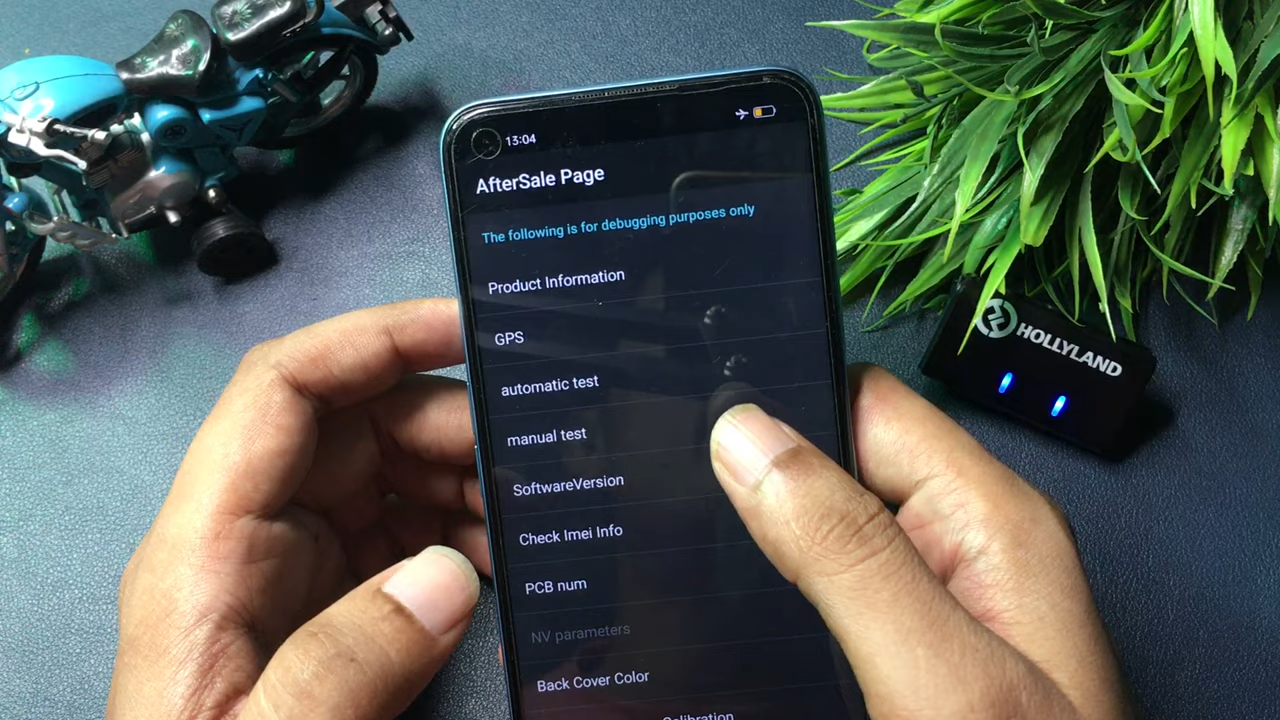 13:04
AfterSale Page
The following is for debugging purposes only
Product Information
GPS
automatic test
manual test
SoftwareVersion
Check Imei Info
PCB num
NV parameters
Back Cover Color
Calibration
HOLLYLAND